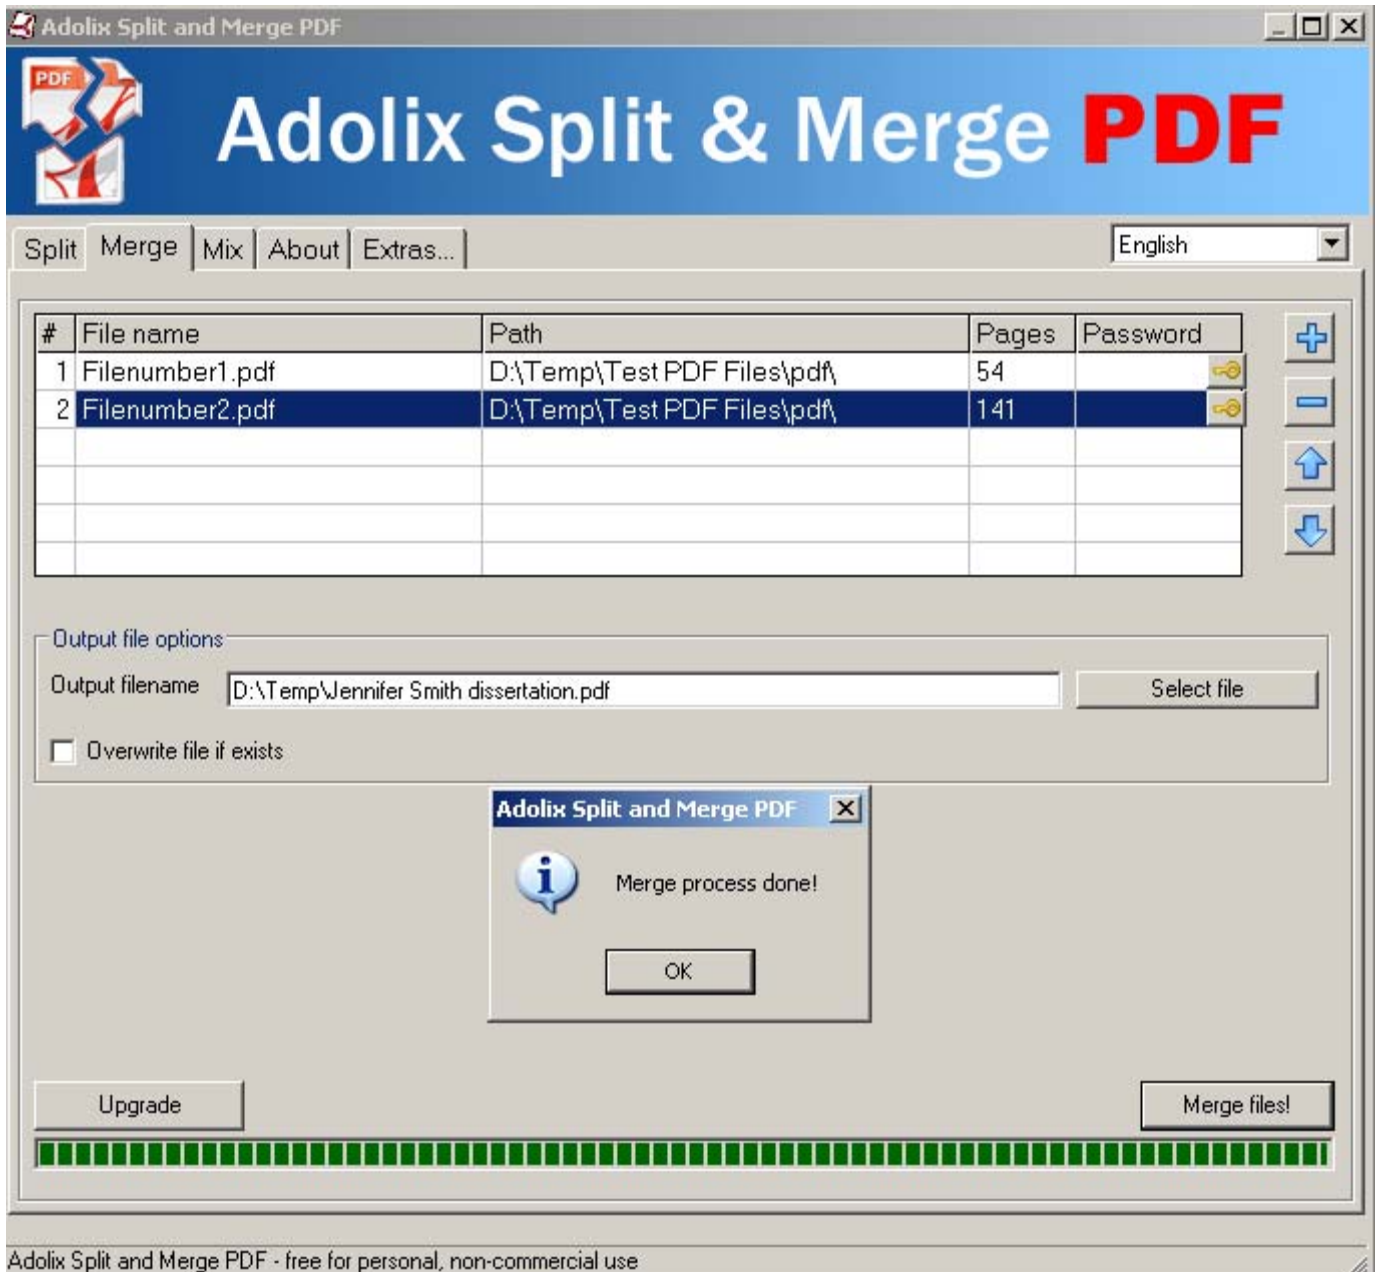 Adolix Split and Merge PDF
PDF
Adolix Split & Merge PDF
Split Merge Mix About Extras... English
# File name Path Pages Password
1 Filenumber1.pdf D:\Temp\Test PDF Files\pdf\ 54
2 Filenumber2.pdf D:\Temp\Test PDF Files\pdf\ 141
Output file options
Output filename D:\Temp\Jennifer Smith dissertation.pdf Select file
Overwrite file if exists
Adolix Split and Merge PDF
Merge process done!
OK
Upgrade Merge files!
Adolix Split and Merge PDF - free for personal, non-commercial use